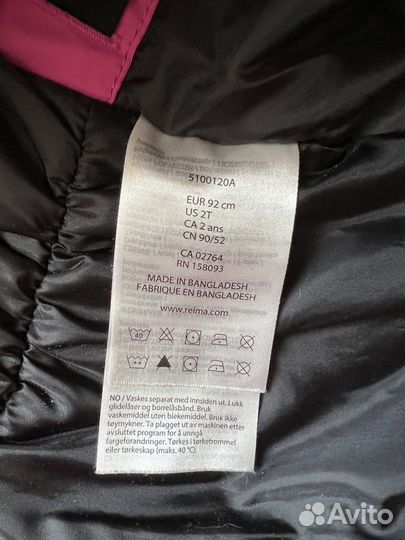 5100120A
EUR 92 cm
US 2T
CA 2 ans
CN 90/52
CA 02764
RN 158093
MADE IN BANGLADESH
FABRIQUE EN BANGLADESH
www.reima.com
40
NO / Vaskes separat med innsiden ut. Lukk
glidelåser och borrelåsbånd. Bruk
vaskemiddel uten blekemiddel. Bruk ikke
tøymykner. Ta ut av vaskemaskinen etter
avsluttet program for å unngå
fargeforandringer. Tørkes i tørketrommel
eller tørkeskap (maks. 40 °C).
Avito